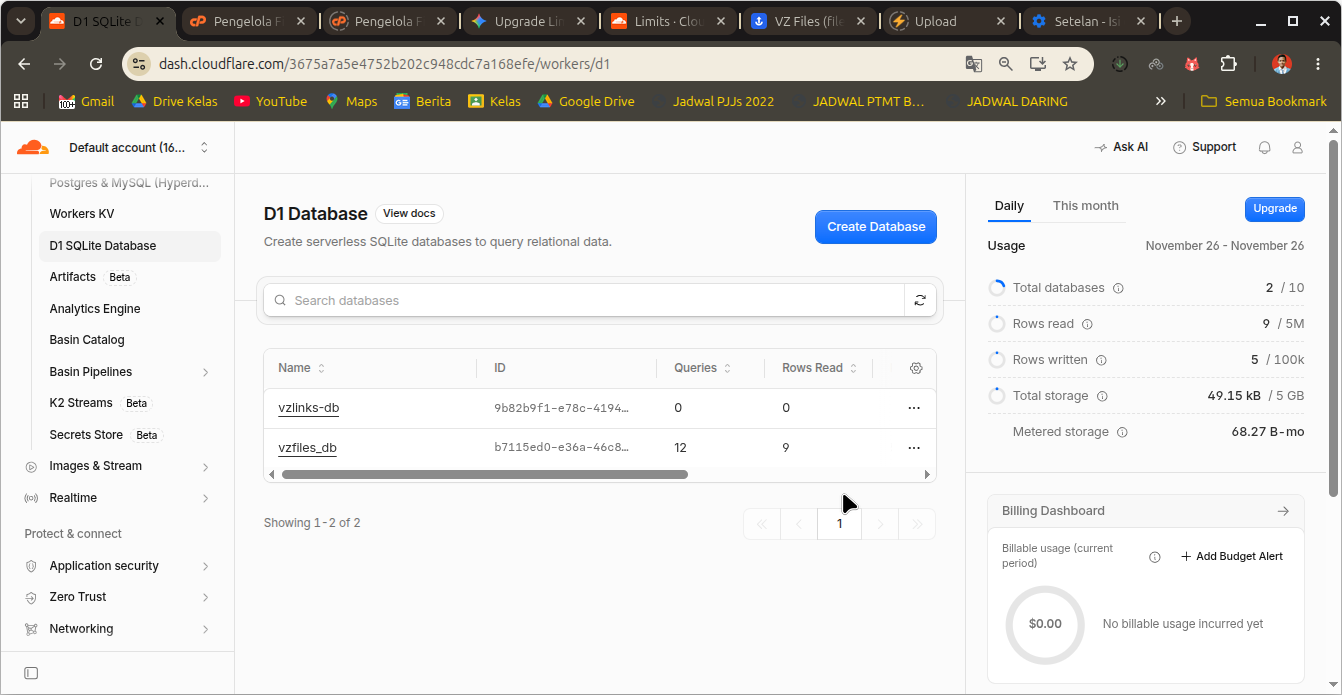 D1 SQLite D
Pengelola F
Pengelola F
Upgrade Lin
Limits · Clou
VZ Files (file
Upload
Setelan - Isi
dash.cloudflare.com/3675a7a5e4752b202c948cdc7a168efe/workers/d1
Gmail
Drive Kelas
YouTube
Maps
Berita
Kelas
Google Drive
Jadwal PJJs 2022
JADWAL PTMT B...
JADWAL DARING
Semua Bookmark
Default account (16...
Ask AI
Support
Postgres & MySQL (Hyperd...
Workers KV
D1 SQLite Database
Artifacts Beta
Analytics Engine
Basin Catalog
Basin Pipelines
K2 Streams Beta
Secrets Store Beta
Images & Stream
Realtime
Protect & connect
Application security
Zero Trust
Networking
D1 Database View docs
Create serverless SQLite databases to query relational data.
Create Database
Search databases
Name ID Queries Rows Read
vzlinks-db 9b82b9f1-e78c-4194... 0 0
vzfiles_db b7115ed0-e36a-46c8... 12 9
Showing 1-2 of 2
1
Daily This month Upgrade
Usage November 26 - November 26
Total databases 2 / 10
Rows read 9 / 5M
Rows written 5 / 100k
Total storage 49.15 kB / 5 GB
Metered storage 68.27 B-mo
Billing Dashboard
Billable usage (current
period)
Add Budget Alert
$0.00 No billable usage incurred yet